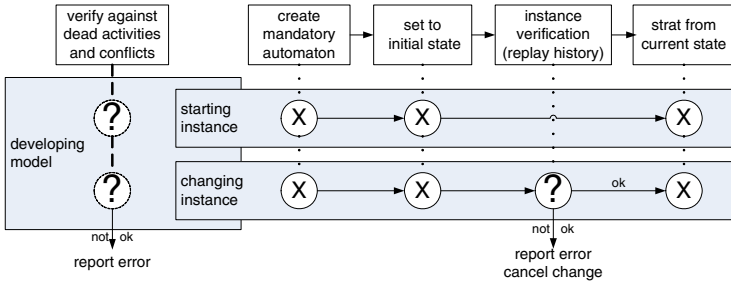 verify against
dead activities
and conflicts
create
mandatory
automaton
set to
initial state
instance
verification
(replay history)
strat from
current state
developing
model
?
?
starting
instance
X
X
X
changing
instance
X
X
?
ok
X
not ok
report error
not ok
report error
cancel change